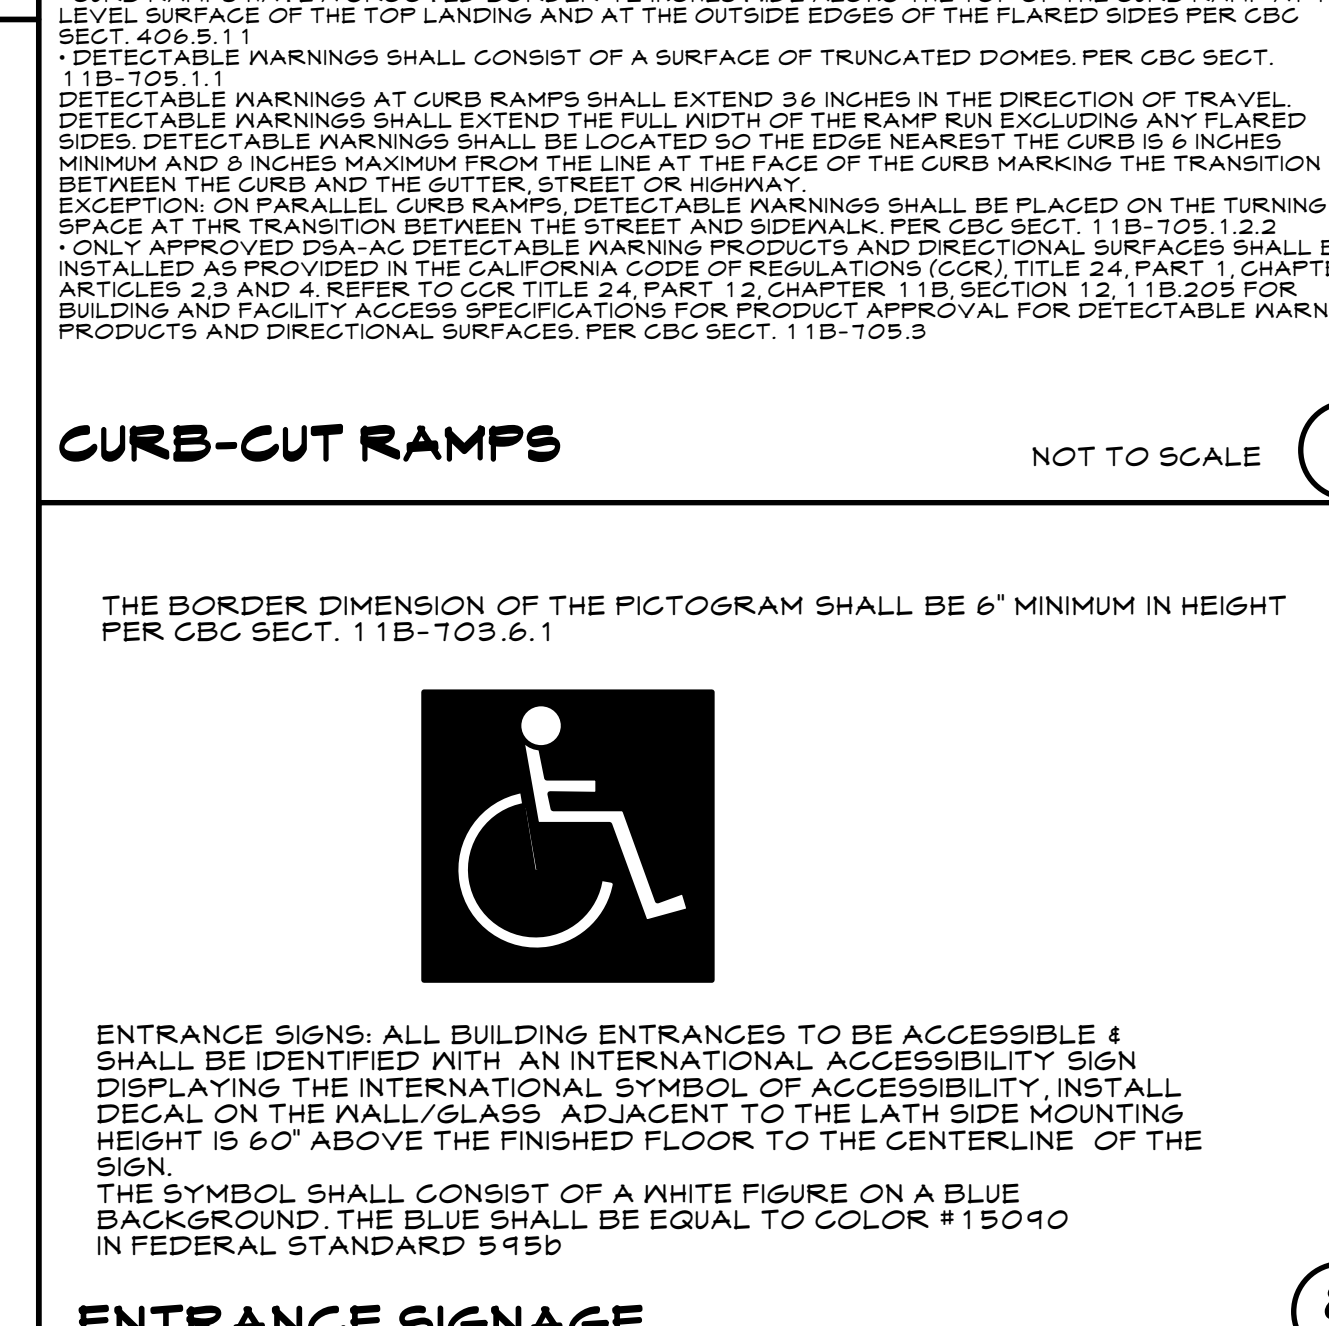 LEVEL SURFACE OF THE TOP LANDING AND AT THE OUTSIDE EDGES OF THE FLARED SIDES PER CBC
SECT. 406.5.11
• DETECTABLE WARNINGS SHALL CONSIST OF A SURFACE OF TRUNCATED DOMES. PER CBC SECT.
11B-705.1.1
DETECTABLE WARNINGS AT CURB RAMPS SHALL EXTEND 36 INCHES IN THE DIRECTION OF TRAVEL.
DETECTABLE WARNINGS SHALL EXTEND THE FULL WIDTH OF THE RAMP RUN EXCLUDING ANY FLARED
SIDES. DETECTABLE WARNINGS SHALL BE LOCATED SO THE EDGE NEAREST THE CURB IS 6 INCHES
MINIMUM AND 8 INCHES MAXIMUM FROM THE LINE AT THE FACE OF THE CURB MARKING THE TRANSITION
BETWEEN THE CURB AND THE GUTTER, STREET OR HIGHWAY.
EXCEPTION: ON PARALLEL CURB RAMPS, DETECTABLE WARNINGS SHALL BE PLACED ON THE TURNING
SPACE AT THR TRANSITION BETWEEN THE STREET AND SIDEWALK. PER CBC SECT. 11B-705.1.2.2
• ONLY APPROVED DSA-AC DETECTABLE WARNING PRODUCTS AND DIRECTIONAL SURFACES SHALL
INSTALLED AS PROVIDED IN THE CALIFORNIA CODE OF REGULATIONS (CCR), TITLE 24, PART 1,
ARTICLES 2,3 AND 4. REFER TO CCR TITLE 24, PART 12, CHAPTER 11B, SECTION 12, 11B.205 FOR
BUILDING AND FACILITY ACCESS SPECIFICATIONS FOR PRODUCT APPROVAL FOR DETECTABLE WARN
PRODUCTS AND DIRECTIONAL SURFACES. PER CBC SECT. 11B-705.3
CURB-CUT RAMPS
NOT TO SCALE
THE BORDER DIMENSION OF THE PICTOGRAM SHALL BE 6" MINIMUM IN HEIGHT
PER CBC SECT. 11B-703.6.1
ENTRANCE SIGNS: ALL BUILDING ENTRANCES TO BE ACCESSIBLE &
SHALL BE IDENTIFIED WITH AN INTERNATIONAL ACCESSIBILITY SIGN
DISPLAYING THE INTERNATIONAL SYMBOL OF ACCESSIBILITY, INSTALL
DECAL ON THE WALL/GLASS ADJACENT TO THE LATH SIDE MOUNTING
HEIGHT IS 60" ABOVE THE FINISHED FLOOR TO THE CENTERLINE OF THE
SIGN.
THE SYMBOL SHALL CONSIST OF A WHITE FIGURE ON A BLUE
BACKGROUND. THE BLUE SHALL BE EQUAL TO COLOR #15090
IN FEDERAL STANDARD 595b
ENTRANCE SIGNAGE